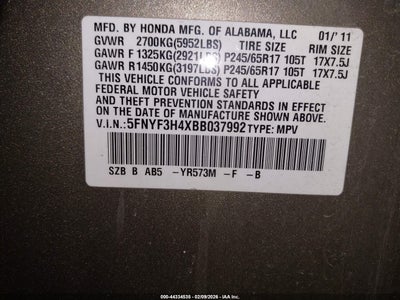 MFD. BY HONDA MFG. OF ALABAMA, LLC 01/'11
GVWR 2700KG(5952LBS) TIRE SIZE RIM SIZE
GAWR F 1325KG(2921LBS) P245/65R17 105T 17X7.5J
GAWR R1450KG(3197LBS) P245/65R17 105T 17X7.5J
THIS VEHICLE CONFORMS TO ALL APPLICABLE
FEDERAL MOTOR VEHICLE SAFETY
AND THEFT PREVENTION STANDARDS IN EFFECT
ON THE DATE OF MANUFACTURE SHOWN ABOVE.
V.I.N.: 5FNYF3H4XBB037992 TYPE: MPV
SZB B AB5 -YR573M -F -B
© Copart 44334535 - 02/09/2026 - IAA Inc.